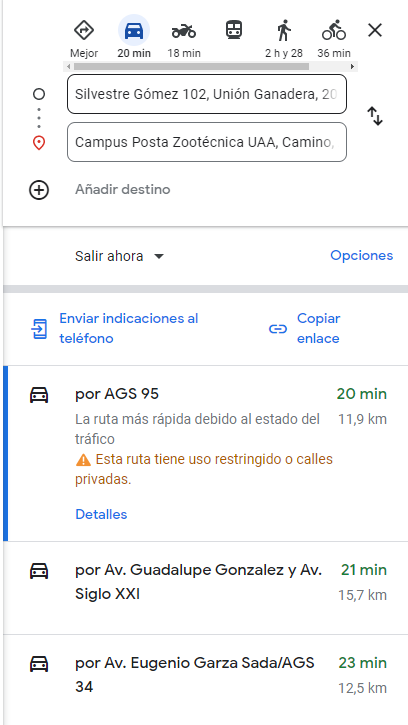 Mejor
20 min
18 min
2 h y 28
36 min
Silvestre Gómez 102, Unión Ganadera, 20
Campus Posta Zootécnica UAA, Camino,
Añadir destino
Salir ahora
Opciones
Enviar indicaciones al
teléfono
Copiar
enlace
por AGS 95
20 min
La ruta más rápida debido al estado del
tráfico
11,9 km
Esta ruta tiene uso restringido o calles
privadas.
Detalles
por Av. Guadalupe Gonzalez y Av.
Siglo XXI
21 min
15,7 km
por Av. Eugenio Garza Sada/AGS
34
23 min
12,5 km